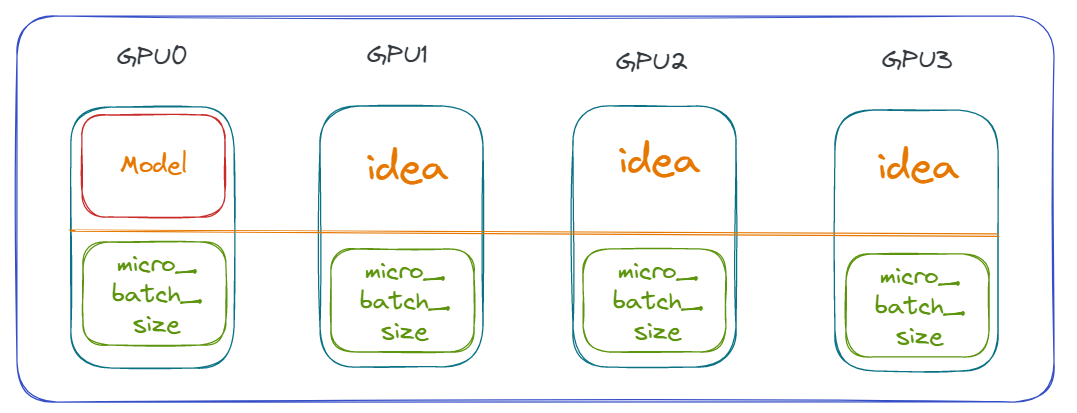 GPU0
GPU1
GPU2
GPU3
Model
idea
idea
idea
micro_
batch_
size
micro_
batch_
size
micro_
batch_
size
micro_
batch_
size